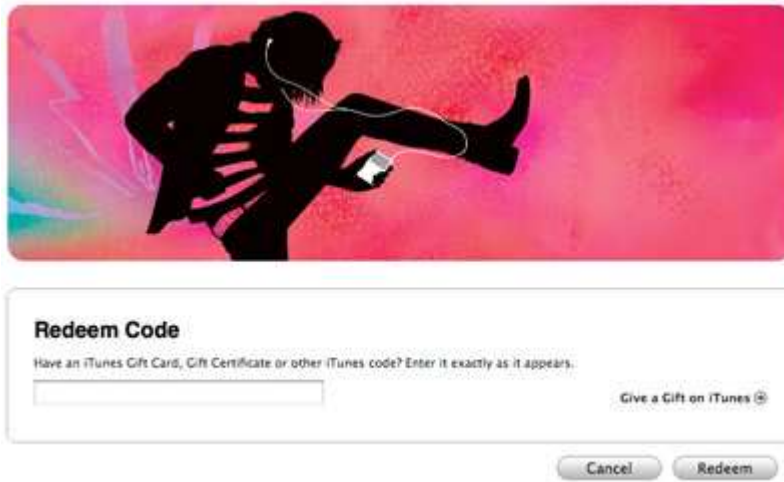 Redeem Code
Have an iTunes Gift Card, Gift Certificate or other iTunes code? Enter it exactly as it appears.
Give a Gift on iTunes
Cancel Redeem